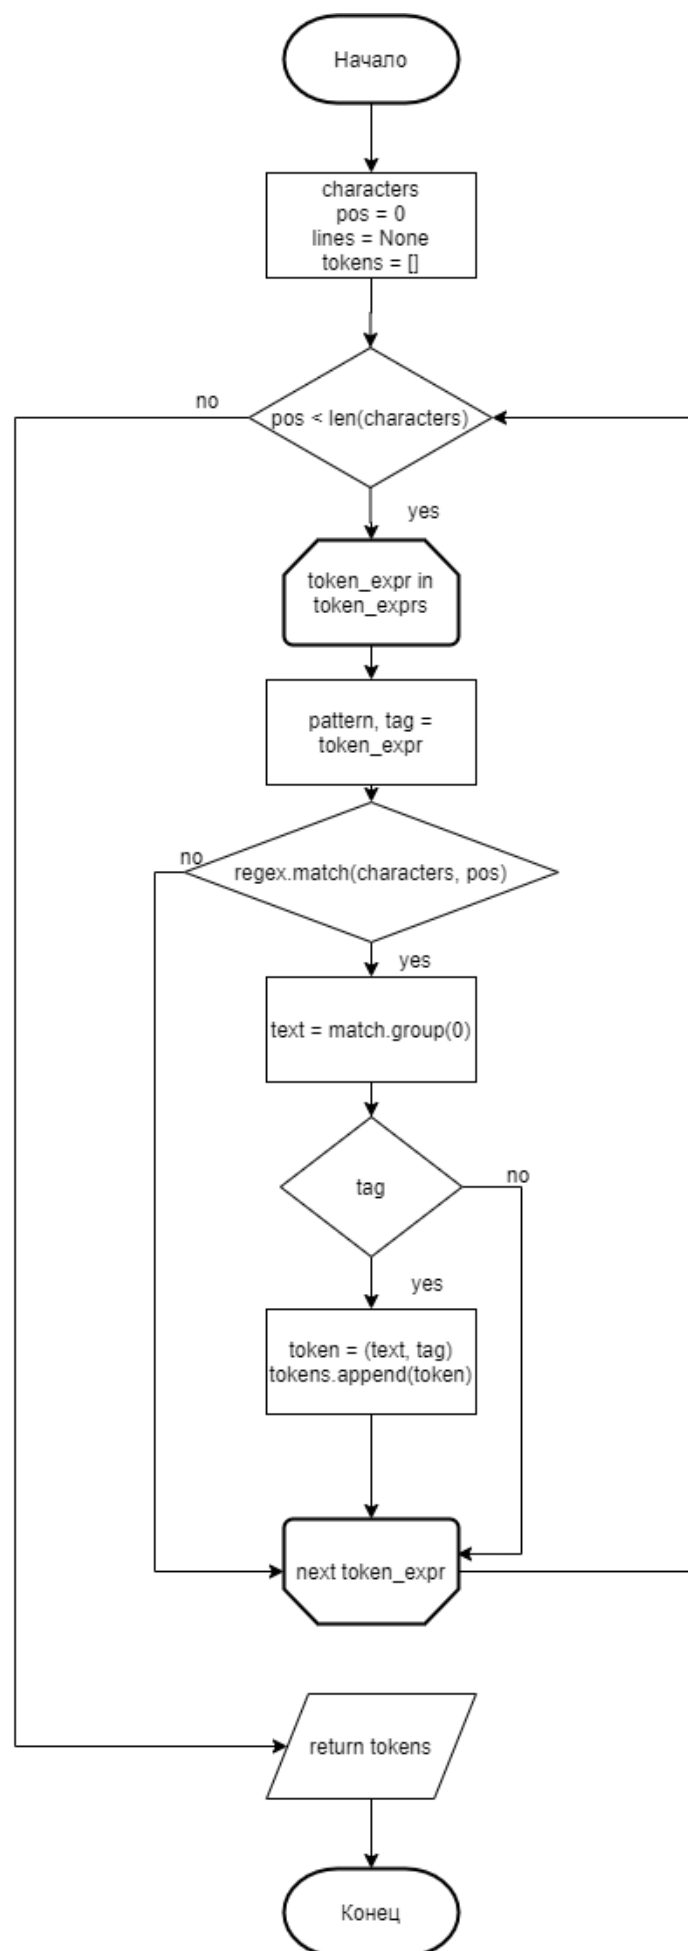 Начало
characters
pos = 0
lines = None
tokens = []
no
pos < len(characters)
yes
token_expr in
token_exprs
pattern, tag =
token_expr
no
regex.match(characters, pos)
yes
text = match.group(0)
tag
no
yes
token = (text, tag)
tokens.append(token)
next token_expr
return tokens
Конец